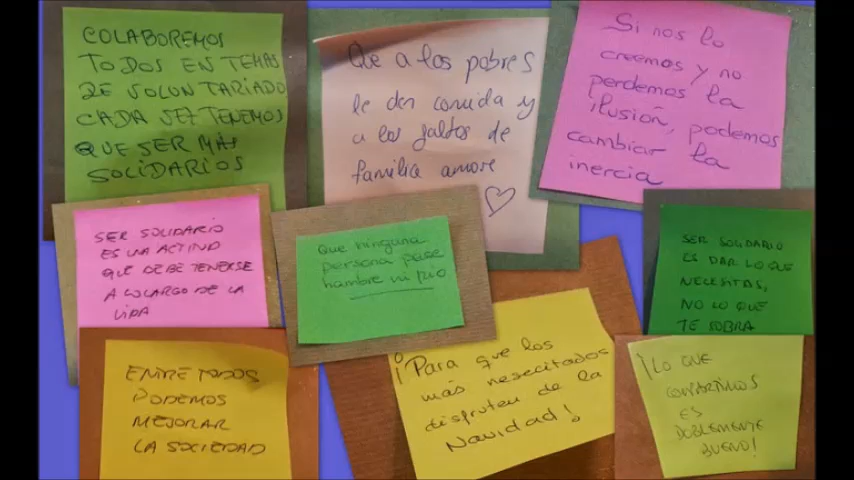 COLABOREMOS
TODOS EN TEMAS
DE VOLUNTARIADO
CADA VEZ TENEMOS
QUE SER MÁS
SOLIDARIOS
Que a los pobres
le den comida y
a los faltos de
familia amore
Si nos lo
creemos y no
perdemos la
ilusión, podemos
cambiar la
inercia
SER SOLIDARIO
ES UNA ACTITUD
QUE DEBE TENERSE
A LO LARGO DE LA
VIDA
Que ninguna
persona pase
hambre ni frio
SER SOLIDARIO
ES DAR LO QUE
NECESITAS,
NO LO QUE
TE SOBRA
ENTRE TODOS
PODEMOS
MEJORAR
LA SOCIEDAD
¡Para que los
más nesecitados
disfruten de la
Navidad!
¡LO QUE
COMPARTIMOS
ES
DOBLEMENTE
BUENO!